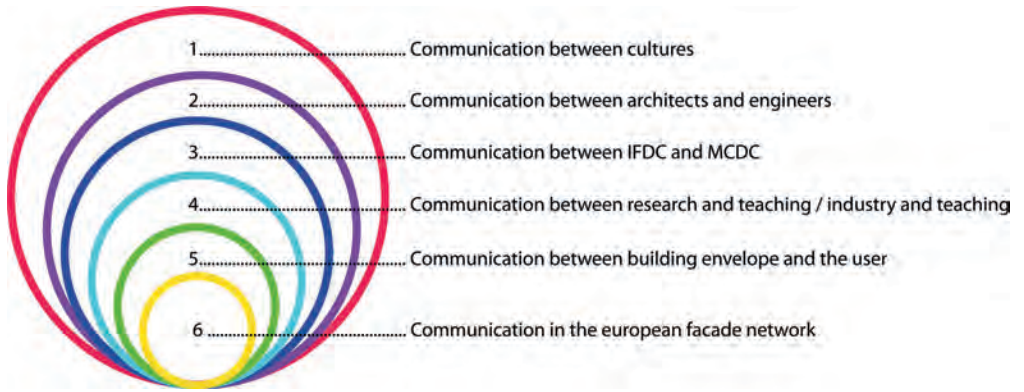 1 Communication between cultures
2 Communication between architects and engineers
3 Communication between IFDC and MCDC
4 Communication between research and teaching / industry and teaching
5 Communication between building envelope and the user
6 Communication in the european facade network